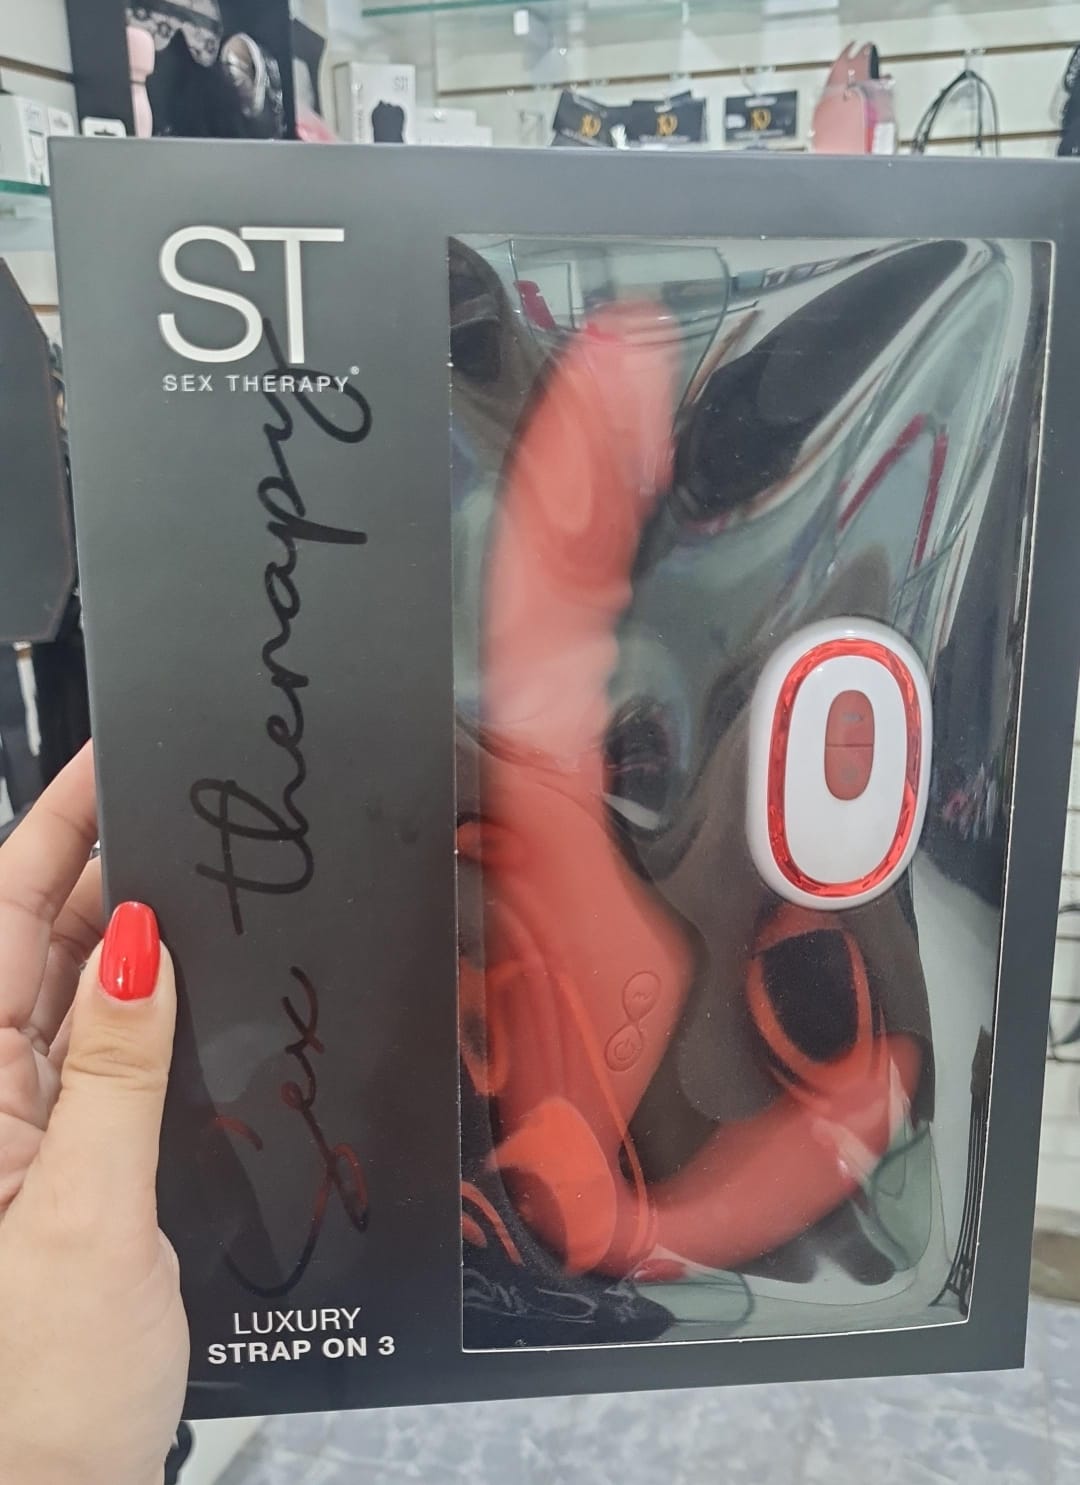 ST
SEX THERAPY®
Sex therapy
LUXURY
STRAP ON 3